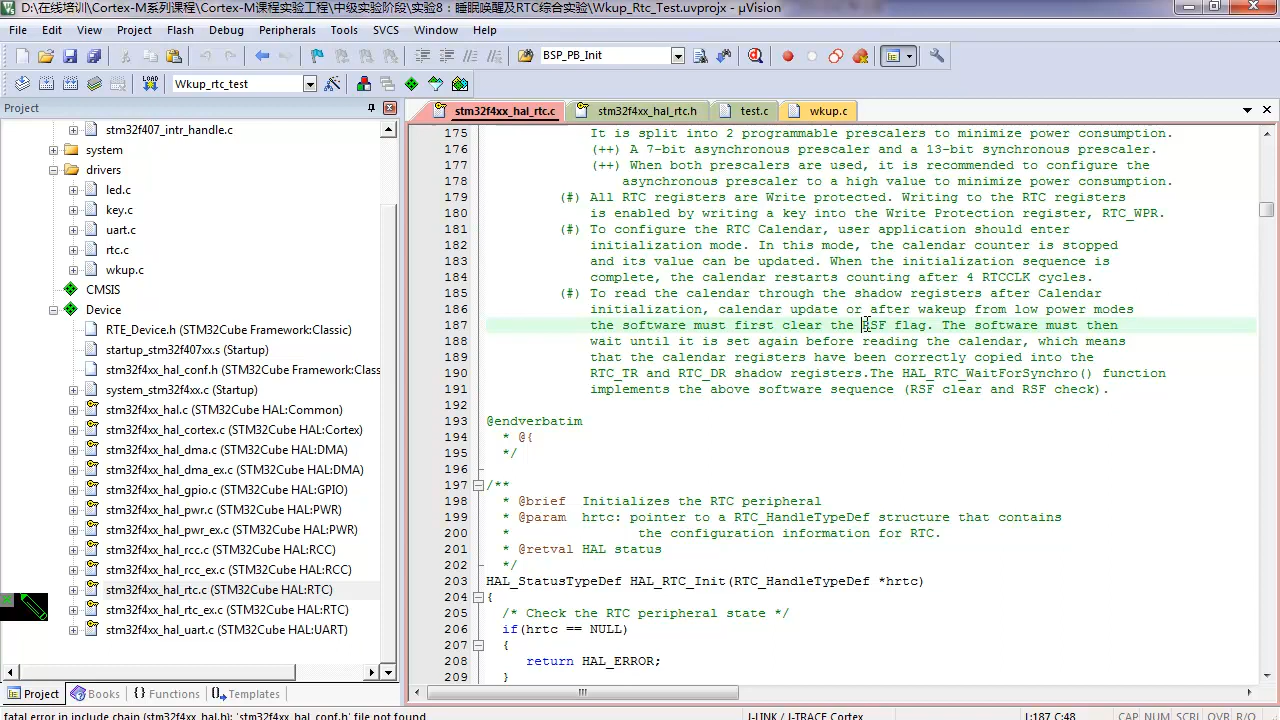 D:\在线培训\Cortex-M系列课程\Cortex-M课程实验工程\中级实验阶段\实验8：睡眠唤醒及RTC综合实验\Wkup_Rtc_Test.uvprojx - µVision
File Edit View Project Flash Debug Peripherals Tools SVCS Window Help
BSP_PB_Init
LOAD Wkup_rtc_test
Project
stm32f4xx_hal_rtc.c stm32f4xx_hal_rtc.h test.c wkup.c
stm32f407_intr_handle.c
system
drivers
led.c
key.c
uart.c
rtc.c
wkup.c
CMSIS
Device
RTE_Device.h (STM32Cube Framework:Classic)
startup_stm32f407xx.s (Startup)
stm32f4xx_hal_conf.h (STM32Cube Framework:Class
system_stm32f4xx.c (Startup)
stm32f4xx_hal.c (STM32Cube HAL:Common)
stm32f4xx_hal_cortex.c (STM32Cube HAL:Cortex)
stm32f4xx_hal_dma.c (STM32Cube HAL:DMA)
stm32f4xx_hal_dma_ex.c (STM32Cube HAL:DMA)
stm32f4xx_hal_gpio.c (STM32Cube HAL:GPIO)
stm32f4xx_hal_pwr.c (STM32Cube HAL:PWR)
stm32f4xx_hal_pwr_ex.c (STM32Cube HAL:PWR)
stm32f4xx_hal_rcc.c (STM32Cube HAL:RCC)
stm32f4xx_hal_rcc_ex.c (STM32Cube HAL:RCC)
stm32f4xx_hal_rtc.c (STM32Cube HAL:RTC)
stm32f4xx_hal_rtc_ex.c (STM32Cube HAL:RTC)
stm32f4xx_hal_uart.c (STM32Cube HAL:UART)
Project Books Functions Templates
175 It is split into 2 programmable prescalers to minimize power consumption.
176 (++) A 7-bit asynchronous prescaler and a 13-bit synchronous prescaler.
177 (++) When both prescalers are used, it is recommended to configure the
178 asynchronous prescaler to a high value to minimize power consumption.
179 (#) All RTC registers are Write protected. Writing to the RTC registers
180 is enabled by writing a key into the Write Protection register, RTC_WPR.
181 (#) To configure the RTC Calendar, user application should enter
182 initialization mode. In this mode, the calendar counter is stopped
183 and its value can be updated. When the initialization sequence is
184 complete, the calendar restarts counting after 4 RTCCLK cycles.
185 (#) To read the calendar through the shadow registers after Calendar
186 initialization, calendar update or after wakeup from low power modes
187 the software must first clear the RSF flag. The software must then
188 wait until it is set again before reading the calendar, which means
189 that the calendar registers have been correctly copied into the
190 RTC_TR and RTC_DR shadow registers.The HAL_RTC_WaitForSynchro() function
191 implements the above software sequence (RSF clear and RSF check).
192
193 @endverbatim
194 * @{
195 */
196
197 /**
198 * @brief Initializes the RTC peripheral
199 * @param hrtc: pointer to a RTC_HandleTypeDef structure that contains
200 * the configuration information for RTC.
201 * @retval HAL status
202 */
203 HAL_StatusTypeDef HAL_RTC_Init(RTC_HandleTypeDef *hrtc)
204 {
205 /* Check the RTC peripheral state */
206 if(hrtc == NULL)
207 {
208 return HAL_ERROR;
209 }
fatal error in include chain (stm32f4xx_hal.h): 'stm32f4xx_hal_conf.h' file not found J-LINK / J-TRACE Cortex L:187 C:48 CAP NUM SCRL OVR R/O